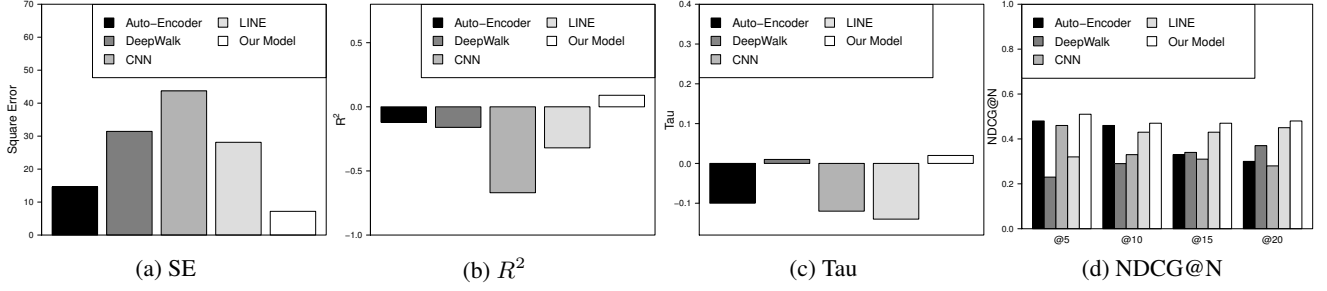 Square Error
70
60
50
40
30
20
10
0
Auto−Encoder
DeepWalk
CNN
LINE
Our Model
(a) SE
R²
0.5
0.0
−0.5
−1.0
Auto−Encoder
DeepWalk
CNN
LINE
Our Model
(b) R²
Tau
0.4
0.3
0.2
0.1
0.0
−0.1
Auto−Encoder
DeepWalk
CNN
LINE
Our Model
(c) Tau
NDCG@N
1.0
0.8
0.6
0.4
0.2
0.0
Auto−Encoder
DeepWalk
CNN
LINE
Our Model
@5
@10
@15
@20
(d) NDCG@N